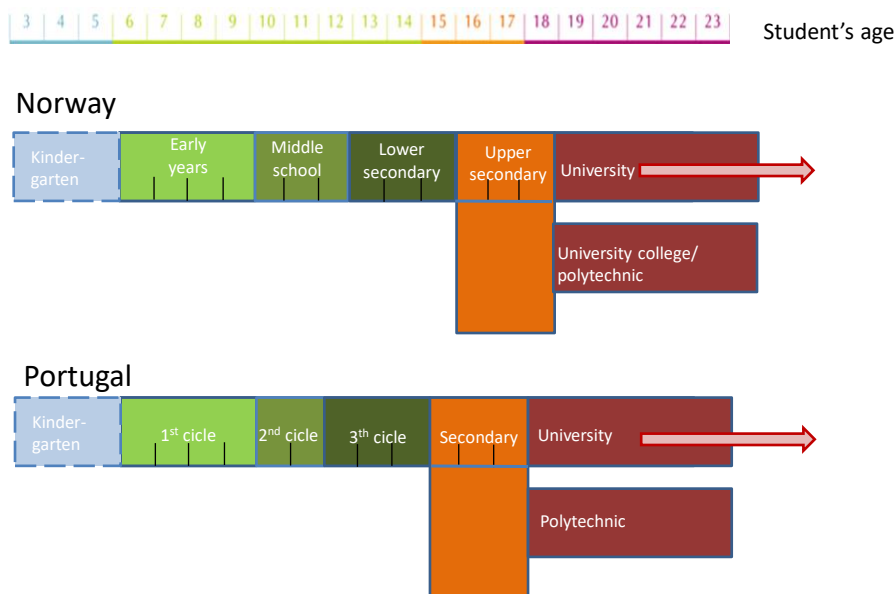 3 4 5 6 7 8 9 10 11 12 13 14 15 16 17 18 19 20 21 22 23
Student’s age
Norway
Kinder-
garten
Early
years
Middle
school
Lower
secondary
Upper
secondary
University
University college/
polytechnic
Portugal
Kinder-
garten
1st cicle
2nd cicle
3th cicle
Secondary
University
Polytechnic